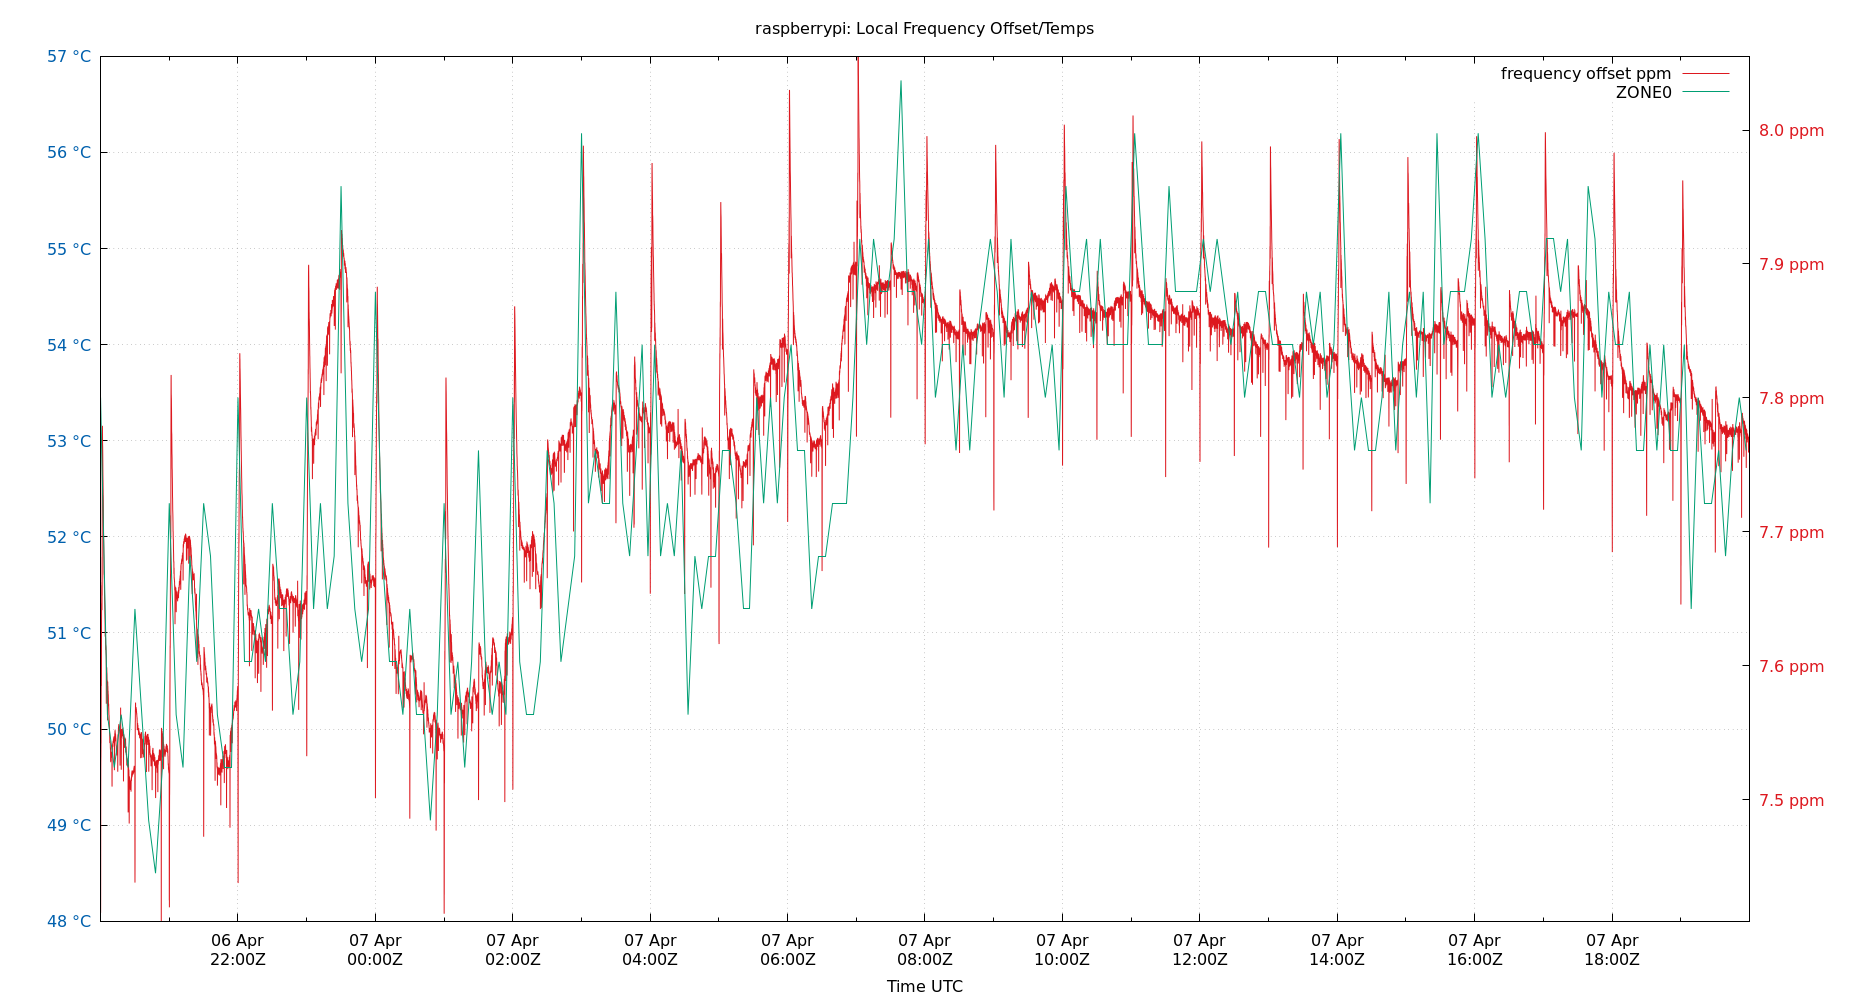 raspberrypi: Local Frequency Offset/Temps
57 °C
56 °C
55 °C
54 °C
53 °C
52 °C
51 °C
50 °C
49 °C
48 °C
frequency offset ppm
ZONE0
8.0 ppm
7.9 ppm
7.8 ppm
7.7 ppm
7.6 ppm
7.5 ppm
06 Apr
22:00Z
07 Apr
00:00Z
07 Apr
02:00Z
07 Apr
04:00Z
07 Apr
06:00Z
07 Apr
08:00Z
07 Apr
10:00Z
07 Apr
12:00Z
07 Apr
14:00Z
07 Apr
16:00Z
07 Apr
18:00Z
Time UTC